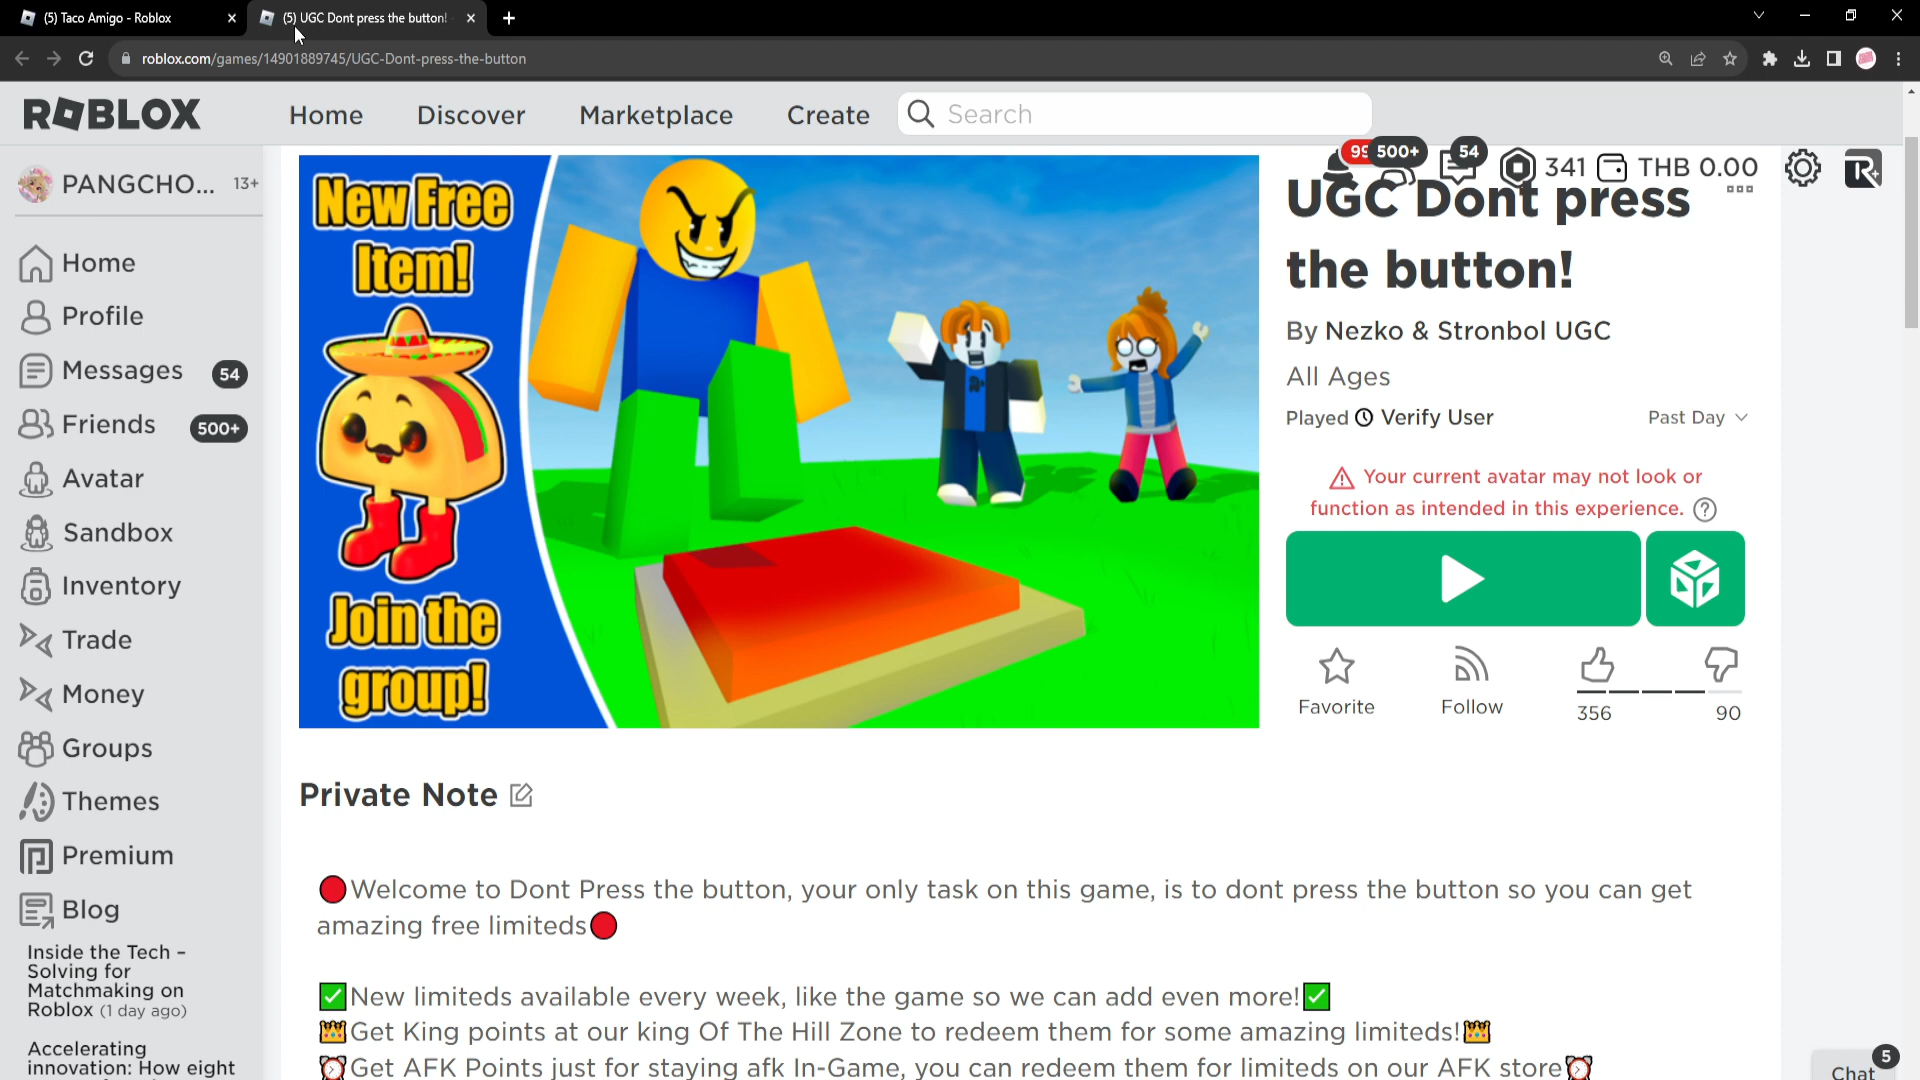 (5) Taco Amigo - Roblox
(5) UGC Dont press the button!
roblox.com/games/14901889745/UGC-Dont-press-the-button
ROBLOX
Home
Discover
Marketplace
Create
Search
99
500+
54
341
THB 0.00
PANGCHO... 13+
Home
Profile
Messages 54
Friends 500+
Avatar
Sandbox
Inventory
Trade
Money
Groups
Themes
Premium
Blog
Inside the Tech –
Solving for
Matchmaking on
Roblox (1 day ago)
Accelerating
innovation: How eight
New Free
Item!
Join the
group!
UGC Dont press
the button!
By Nezko & Stronbol UGC
All Ages
Played Verify User
Past Day
Your current avatar may not look or
function as intended in this experience.
Favorite
Follow
356
90
Private Note
🔴Welcome to Dont Press the button, your only task on this game, is to dont press the button so you can get
amazing free limiteds🔴
✅New limiteds available every week, like the game so we can add even more!✅
👑Get King points at our king Of The Hill Zone to redeem them for some amazing limiteds!👑
⏰Get AFK Points just for staying afk In-Game, you can redeem them for limiteds on our AFK store⏰
Chat
5